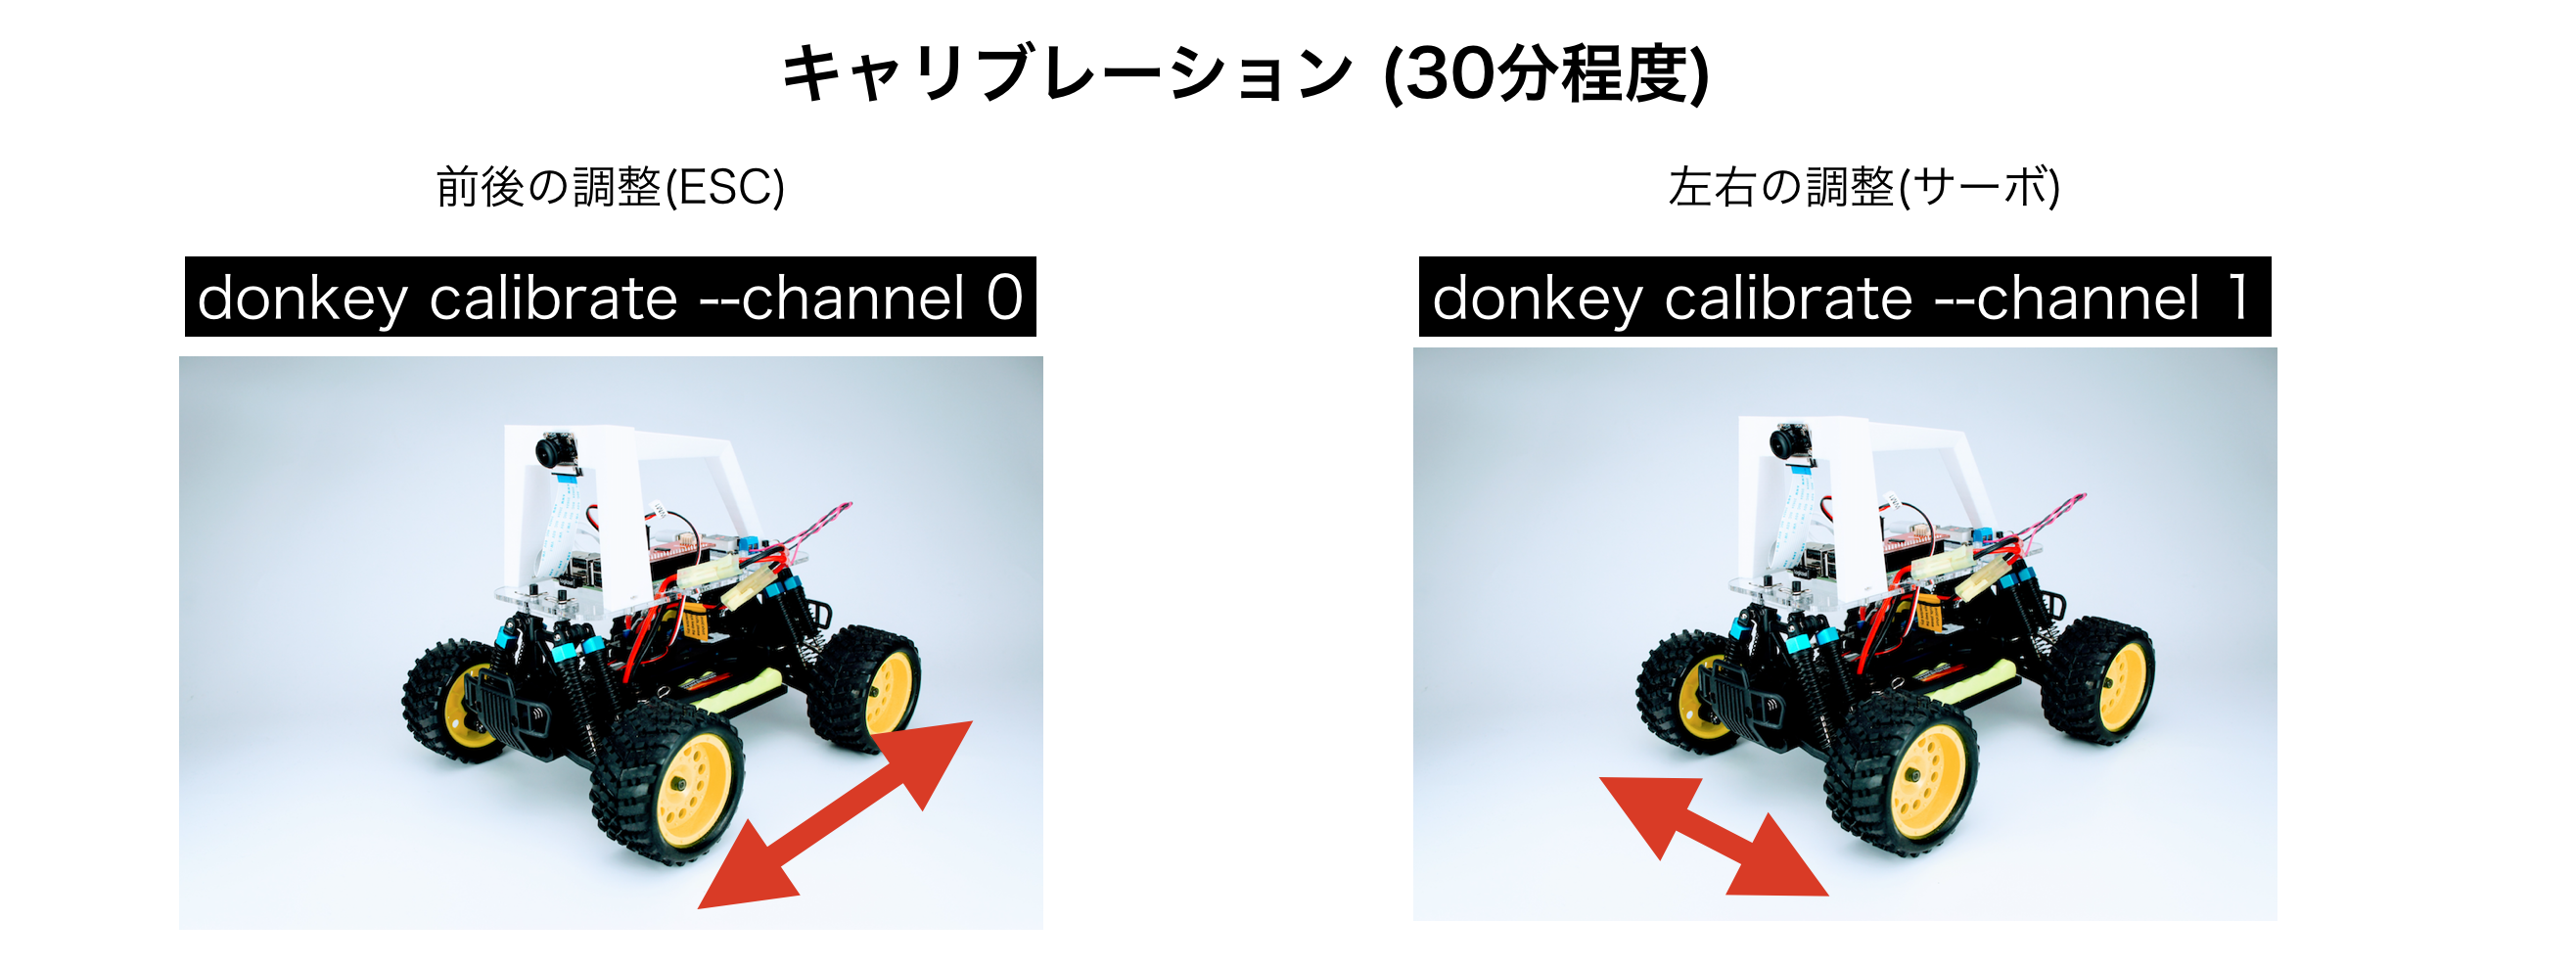 キャリブレーション (30分程度)
前後の調整(ESC)
donkey calibrate --channel 0
左右の調整(サーボ)
donkey calibrate --channel 1